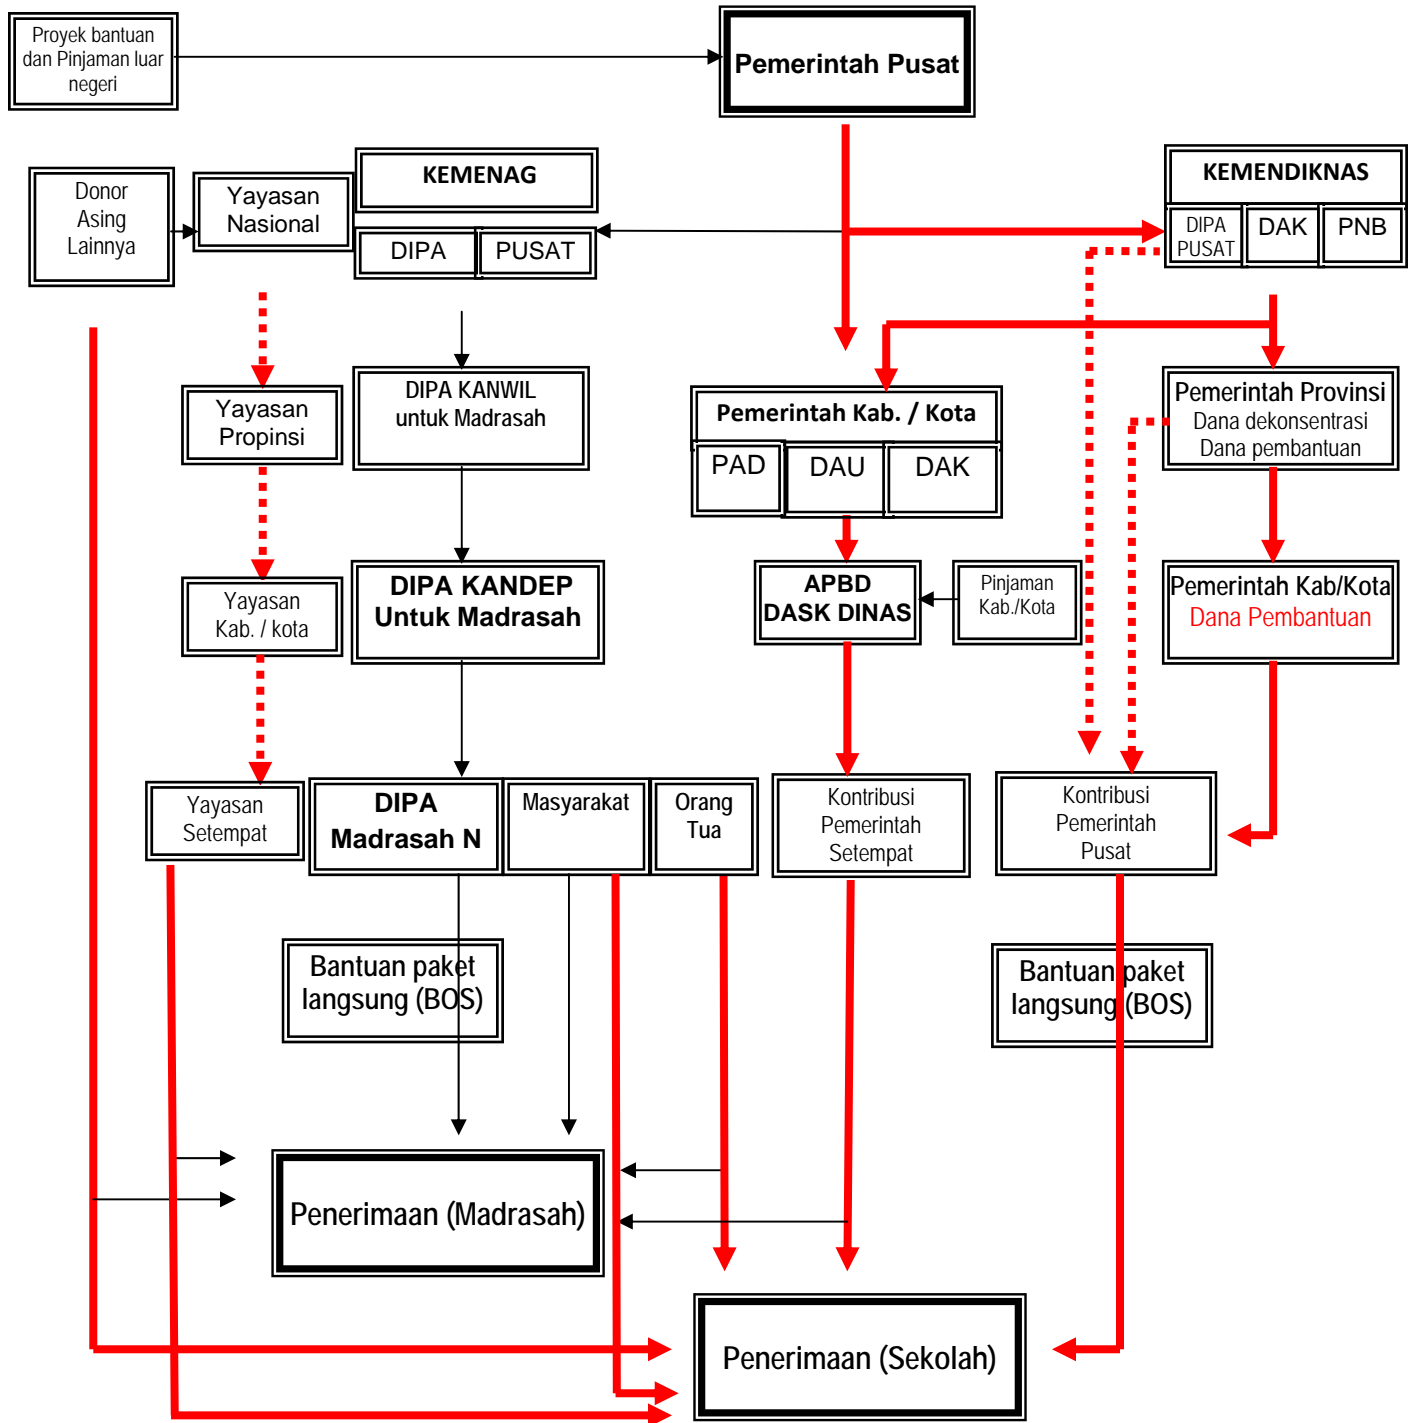 Proyek bantuan
dan Pinjaman luar
negeri
Pemerintah Pusat
Donor
Asing
Lainnya
Yayasan
Nasional
KEMENAG
DIPA
PUSAT
KEMENDIKNAS
DIPA
PUSAT
DAK
PNB
Yayasan
Propinsi
DIPA KANWIL
untuk Madrasah
Pemerintah Kab. / Kota
PAD
DAU
DAK
Pemerintah Provinsi
Dana dekonsentrasi
Dana pembantuan
Yayasan
Kab. / kota
DIPA KANDEP
Untuk Madrasah
APBD
DASK DINAS
Pinjaman
Kab./Kota
Pemerintah Kab/Kota
Dana Pembantuan
Yayasan
Setempat
DIPA
Madrasah N
Masyarakat
Orang
Tua
Kontribusi
Pemerintah
Setempat
Kontribusi
Pemerintah
Pusat
Bantuan paket
langsung (BOS)
Bantuan paket
langsung (BOS)
Penerimaan (Madrasah)
Penerimaan (Sekolah)